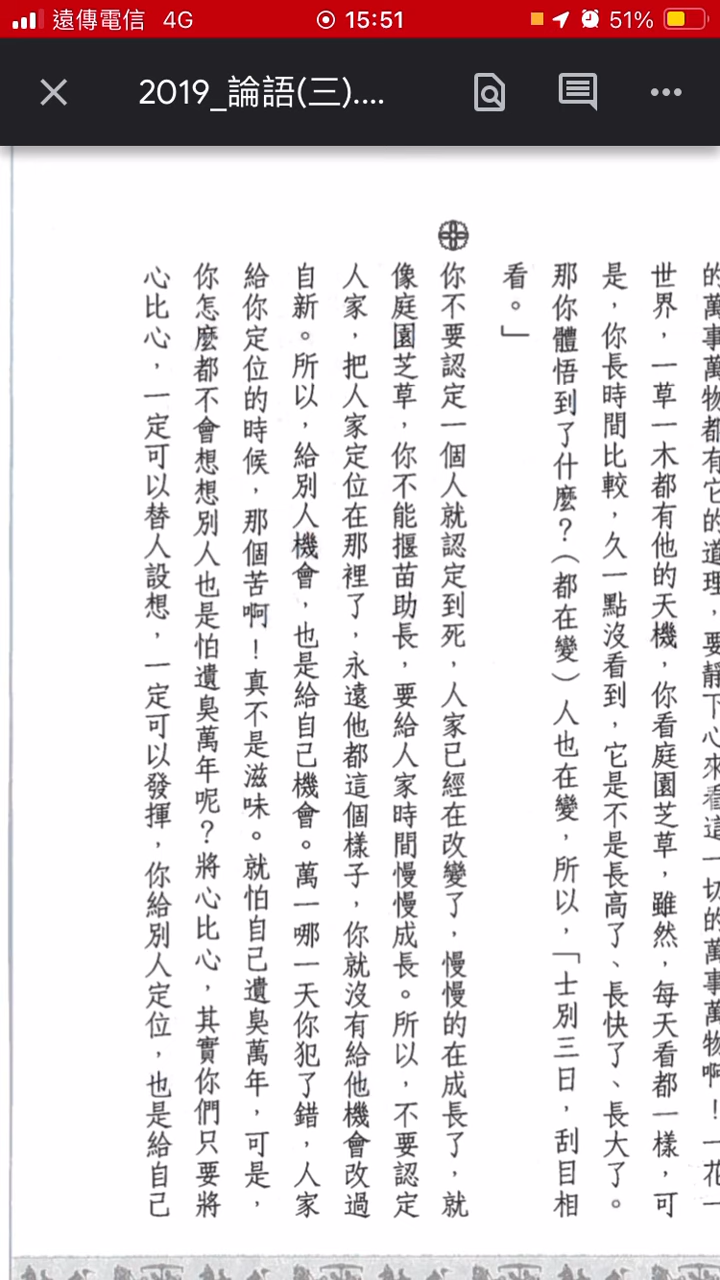 遠傳電信 4G 15:51 51%
2019_論語(三)....
的萬事萬物都有它的道理，要靜下心來看這一切的萬事萬物啊！一花一
世界，一草一木都有他的天機，你看庭園芝草，雖然，每天看都一樣，可
是，你長時間比較，久一點沒看到，它是不是長高了、長快了、長大了。
那你體悟到了什麼？（都在變）人也在變，所以，「士別三日，刮目相
看。」
你不要認定一個人就認定到死，人家已經在改變了，慢慢的在成長了，就
像庭園芝草，你不能揠苗助長，要給人家時間慢慢成長。所以，不要認定
人家，把人家定位在那裡了，永遠他都這個樣子，你就沒有給他機會改過
自新。所以，給別人機會，也是給自己機會。萬一哪一天你犯了錯，人家
給你定位的時候，那個苦啊！真不是滋味。就怕自己遺臭萬年，可是，
你怎麼都不會想想別人也是怕遺臭萬年呢？將心比心，其實你們只要將
心比心，一定可以替人設想，一定可以發揮，你給別人定位，也是給自己